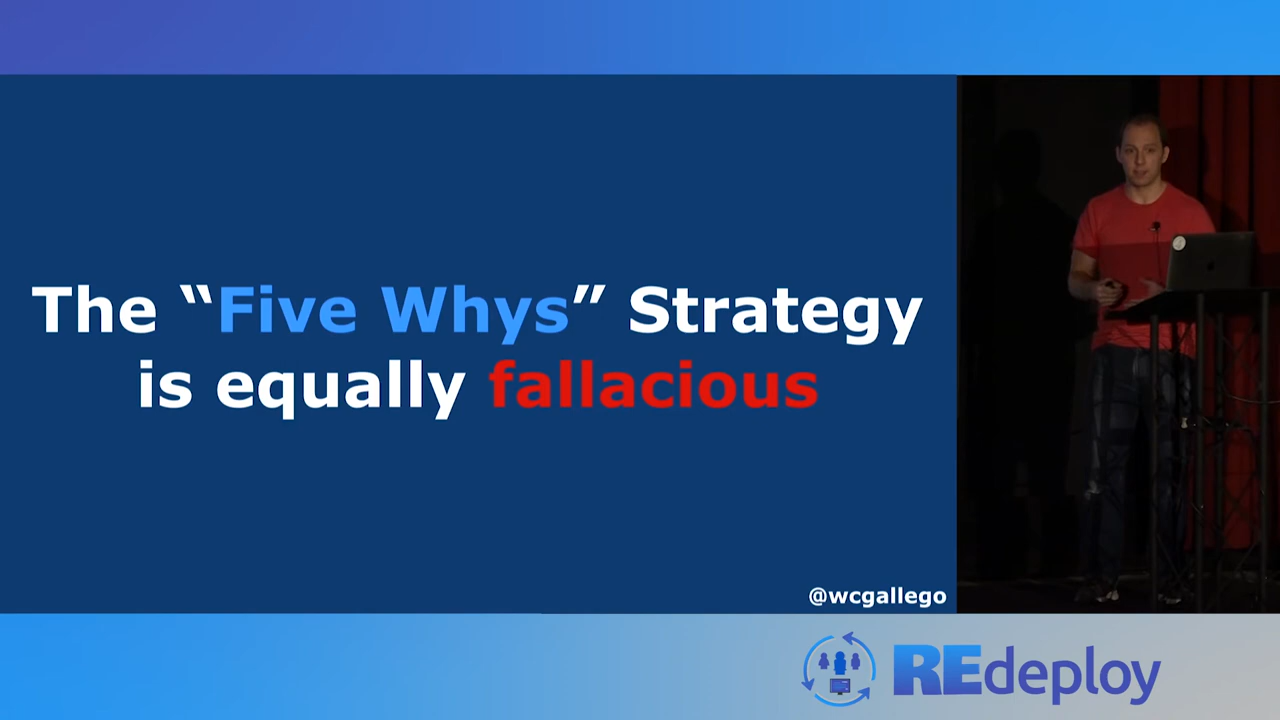 The “Five Whys” Strategy
is equally fallacious
@wcgallego
REdeploy